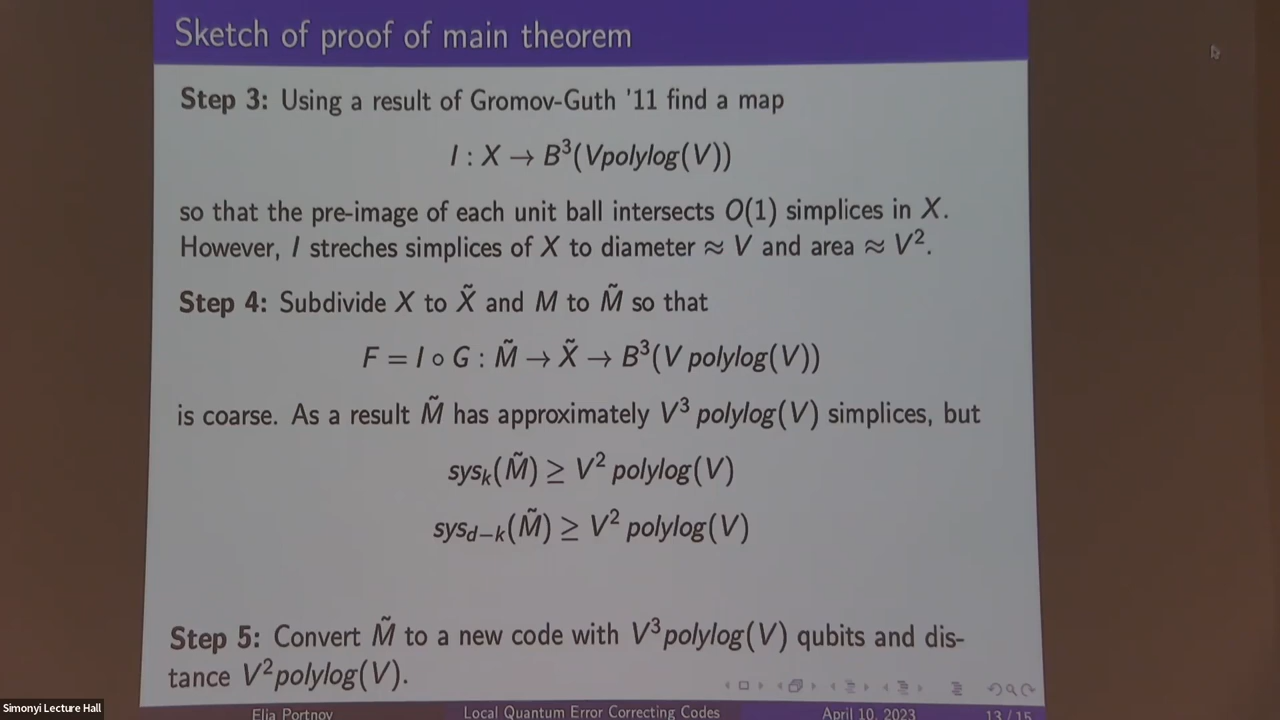 Sketch of proof of main theorem
Step 3: Using a result of Gromov-Guth '11 find a map
I : X → B³(Vpolylog(V))
so that the pre-image of each unit ball intersects O(1) simplices in X.
However, I streches simplices of X to diameter ≈ V and area ≈ V².
Step 4: Subdivide X to X̃ and M to M̃ so that
F = I ∘ G : M̃ → X̃ → B³(V polylog(V))
is coarse. As a result M̃ has approximately V³ polylog(V) simplices, but
sysₖ(M̃) ≥ V² polylog(V)
sys_{d−k}(M̃) ≥ V² polylog(V)
Step 5: Convert M̃ to a new code with V³polylog(V) qubits and dis-
tance V²polylog(V).
Simonyi Lecture Hall
Elia Portnoy Local Quantum Error Correcting Codes April 10, 2023 13 / 15